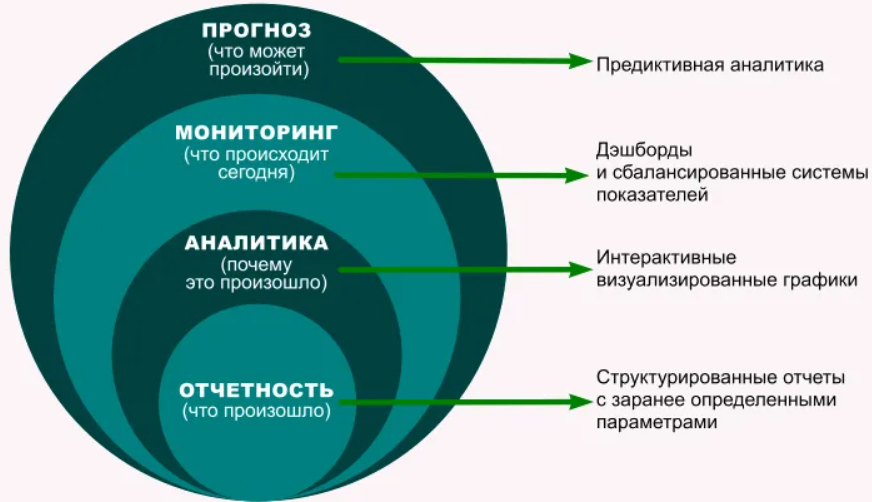 ПРОГНОЗ
(что может
произойти)
Предиктивная аналитика
МОНИТОРИНГ
(что происходит
сегодня)
Дэшборды
и сбалансированные системы
показателей
АНАЛИТИКА
(почему
это произошло)
Интерактивные
визуализированные графики
ОТЧЕТНОСТЬ
(что произошло)
Структурированные отчеты
с заранее определенными
параметрами